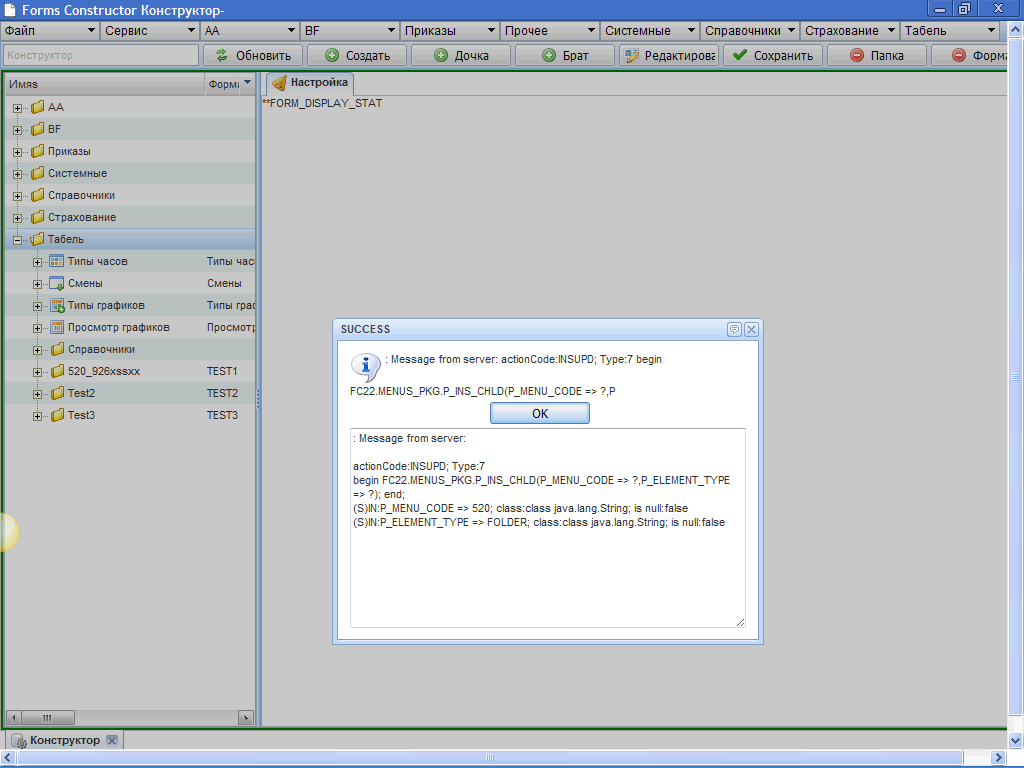 Forms Constructor Конструктор-
Файл Сервис AA BF Приказы Прочее Системные Справочники Страхование Табель
Конструктор Обновить Создать Дочка Брат Редактирова Сохранить Папка Форма
Имяs Форма
Настройка
**FORM_DISPLAY_STAT
AA
BF
Приказы
Системные
Справочники
Страхование
Табель
Типы часов Типы час
Смены Смены
Типы графиков Типы гра
Просмотр графиков Просмотр
Справочники
520_926xssxx TEST1
Test2 TEST2
Test3 TEST3
SUCCESS
: Message from server: actionCode:INSUPD; Type:7 begin
FC22.MENUS_PKG.P_INS_CHLD(P_MENU_CODE => ?,P
OK
: Message from server:
actionCode:INSUPD; Type:7
begin FC22.MENUS_PKG.P_INS_CHLD(P_MENU_CODE => ?,P_ELEMENT_TYPE
=> ?); end;
(S)IN:P_MENU_CODE => 520; class:class java.lang.String; is null:false
(S)IN:P_ELEMENT_TYPE => FOLDER; class:class java.lang.String; is null:false
Конструктор